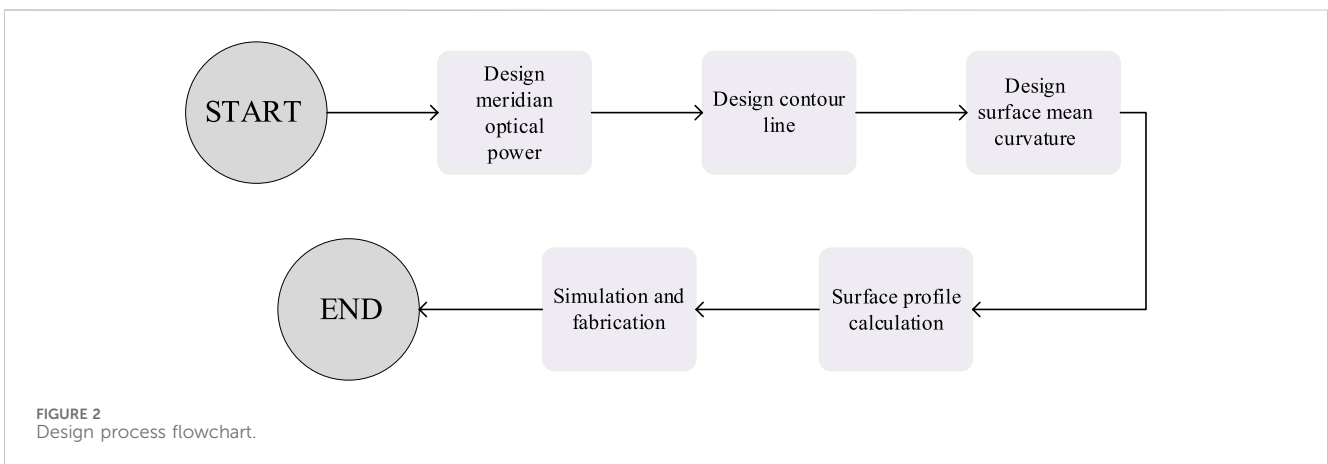 START
Design
meridian
optical
power
Design contour
line
Design
surface mean
curvature
END
Simulation and
fabrication
Surface profile
calculation
FIGURE 2
Design process flowchart.